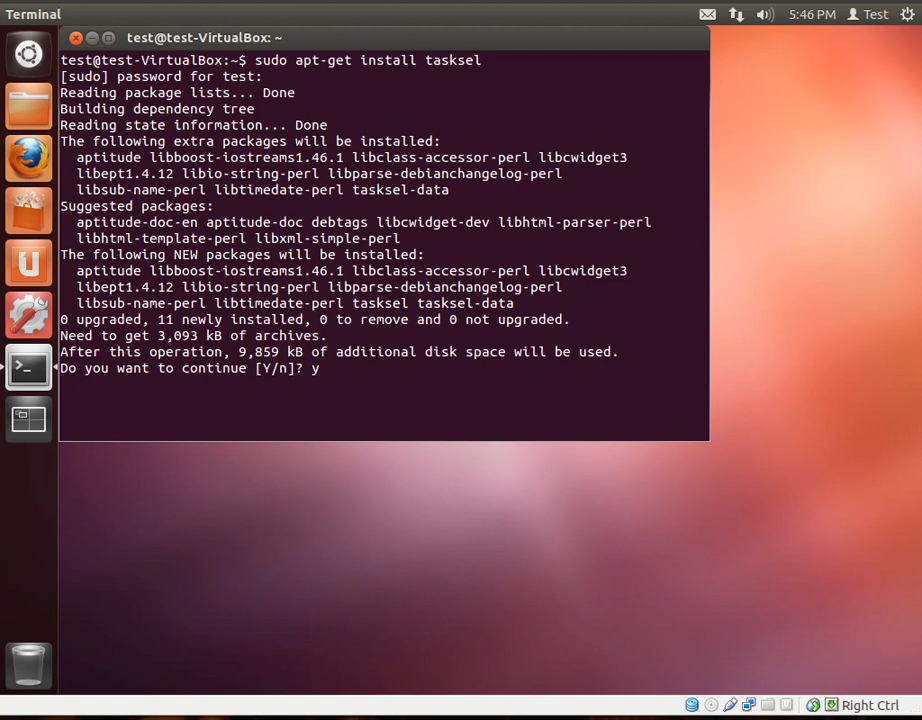 Terminal
5:46 PM
Test
test@test-VirtualBox: ~
test@test-VirtualBox:~$ sudo apt-get install tasksel
[sudo] password for test:
Reading package lists... Done
Building dependency tree
Reading state information... Done
The following extra packages will be installed:
  aptitude libboost-iostreams1.46.1 libclass-accessor-perl libcwidget3
  libept1.4.12 libio-string-perl libparse-debianchangelog-perl
  libsub-name-perl libtimedate-perl tasksel-data
Suggested packages:
  aptitude-doc-en aptitude-doc debtags libcwidget-dev libhtml-parser-perl
  libhtml-template-perl libxml-simple-perl
The following NEW packages will be installed:
  aptitude libboost-iostreams1.46.1 libclass-accessor-perl libcwidget3
  libept1.4.12 libio-string-perl libparse-debianchangelog-perl
  libsub-name-perl libtimedate-perl tasksel tasksel-data
0 upgraded, 11 newly installed, 0 to remove and 0 not upgraded.
Need to get 3,093 kB of archives.
After this operation, 9,859 kB of additional disk space will be used.
Do you want to continue [Y/n]? y
Right Ctrl